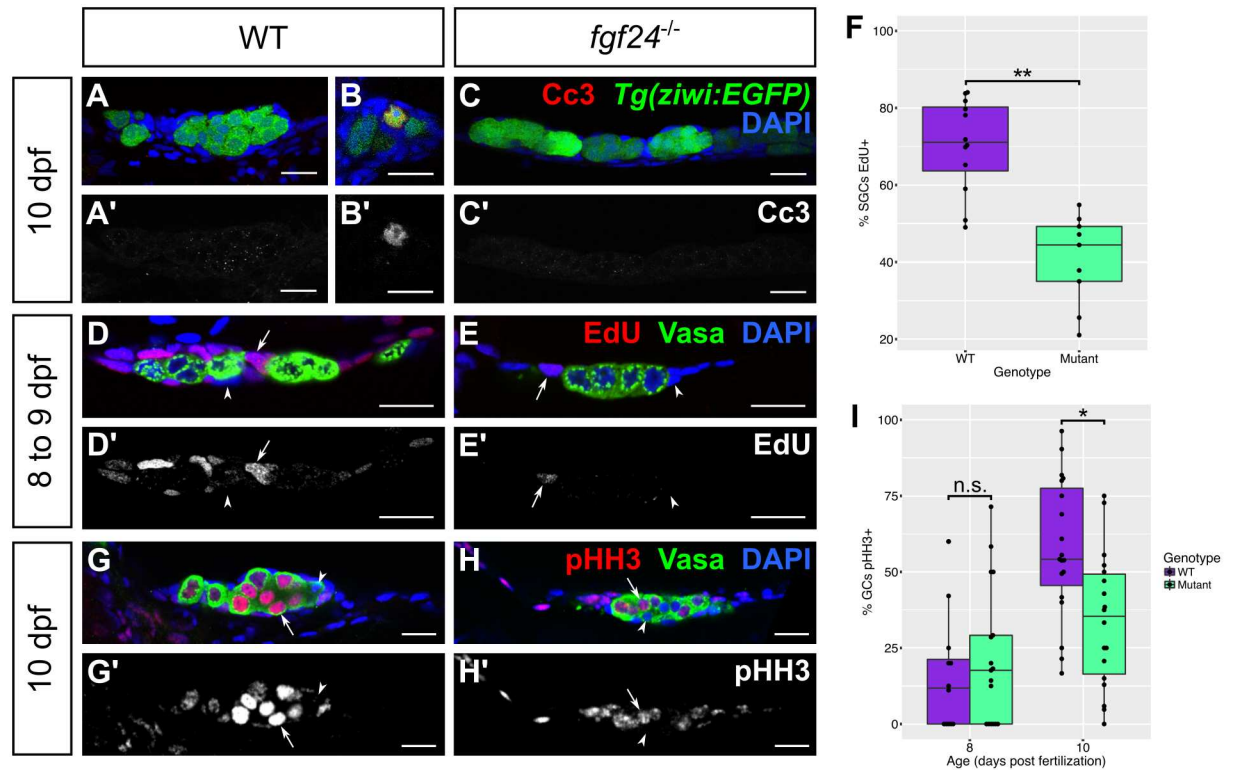 WT
fgf24-/-
10 dpf
A
B
C
Cc3 Tg(ziwi:EGFP)
DAPI
A'
B'
C'
Cc3
8 to 9 dpf
D
E
EdU Vasa DAPI
D'
E'
EdU
10 dpf
G
H
pHH3 Vasa DAPI
G'
H'
pHH3
F
100
80
60
40
20
% SGCs EdU+
**
WT
Mutant
Genotype
I
100
75
50
25
0
% GCs pHH3+
n.s.
*
8
10
Age (days post fertilization)
Genotype
WT
Mutant